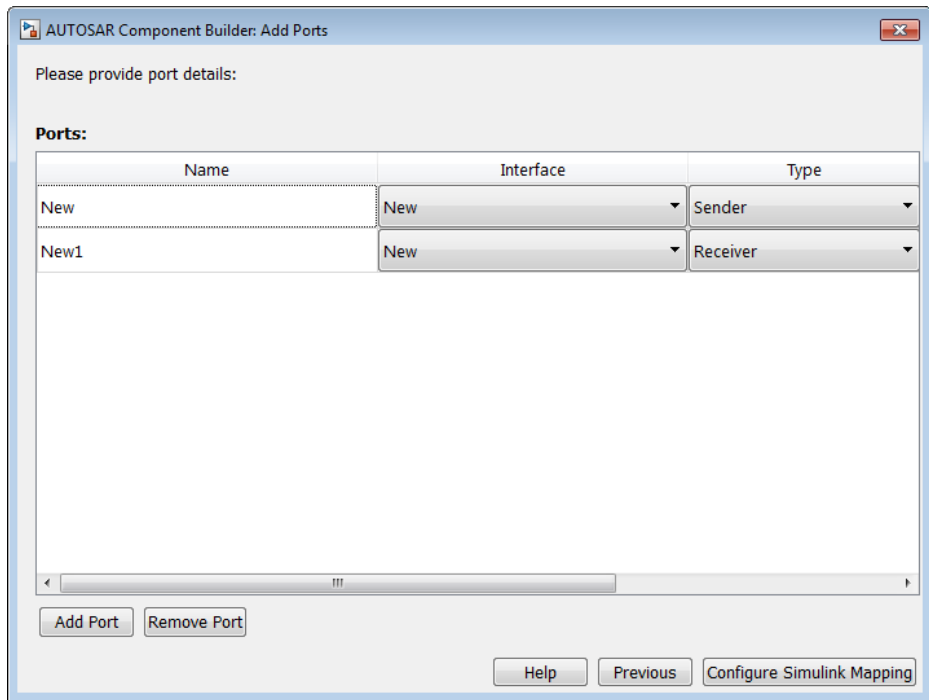 AUTOSAR Component Builder: Add Ports
Please provide port details:
Ports:
Name Interface Type
New New Sender
New1 New Receiver
Add Port Remove Port
Help Previous Configure Simulink Mapping